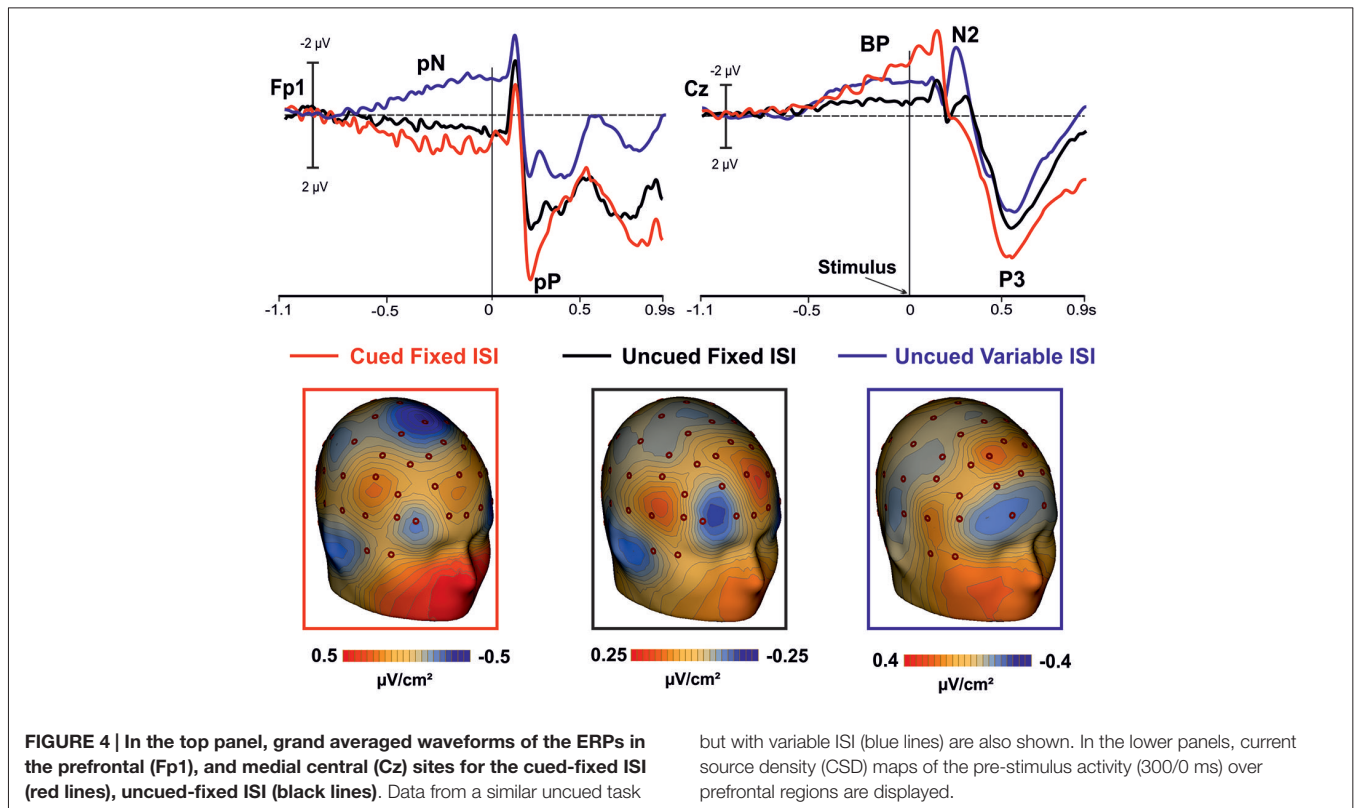 -2 µV
pN
Fp1
2 µV
pP
-1.1 -0.5 0 0.5 0.9s
BP N2
-2 µV
Cz
2 µV
Stimulus
P3
-1.1 -0.5 0 0.5 0.9s
Cued Fixed ISI Uncued Fixed ISI Uncued Variable ISI
0.5 -0.5
µV/cm²
0.25 -0.25
µV/cm²
0.4 -0.4
µV/cm²
FIGURE 4 | In the top panel, grand averaged waveforms of the ERPs in
the prefrontal (Fp1), and medial central (Cz) sites for the cued-fixed ISI
(red lines), uncued-fixed ISI (black lines). Data from a similar uncued task
but with variable ISI (blue lines) are also shown. In the lower panels, current
source density (CSD) maps of the pre-stimulus activity (300/0 ms) over
prefrontal regions are displayed.